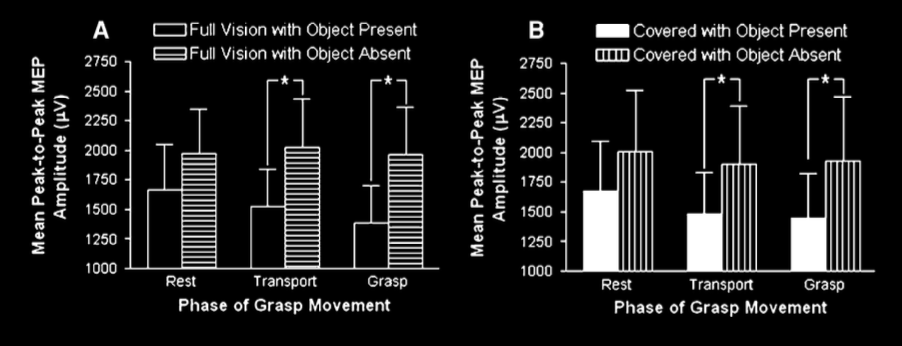 A
Full Vision with Object Present
Full Vision with Object Absent
Mean Peak-to-Peak MEP
Amplitude (µV)
2750
2500
2250
2000
1750
1500
1250
1000
*
*
Rest Transport Grasp
Phase of Grasp Movement
B
Covered with Object Present
Covered with Object Absent
Mean Peak-to-Peak MEP
Amplitude (µV)
2750
2500
2250
2000
1750
1500
1250
1000
*
*
Rest Transport Grasp
Phase of Grasp Movement